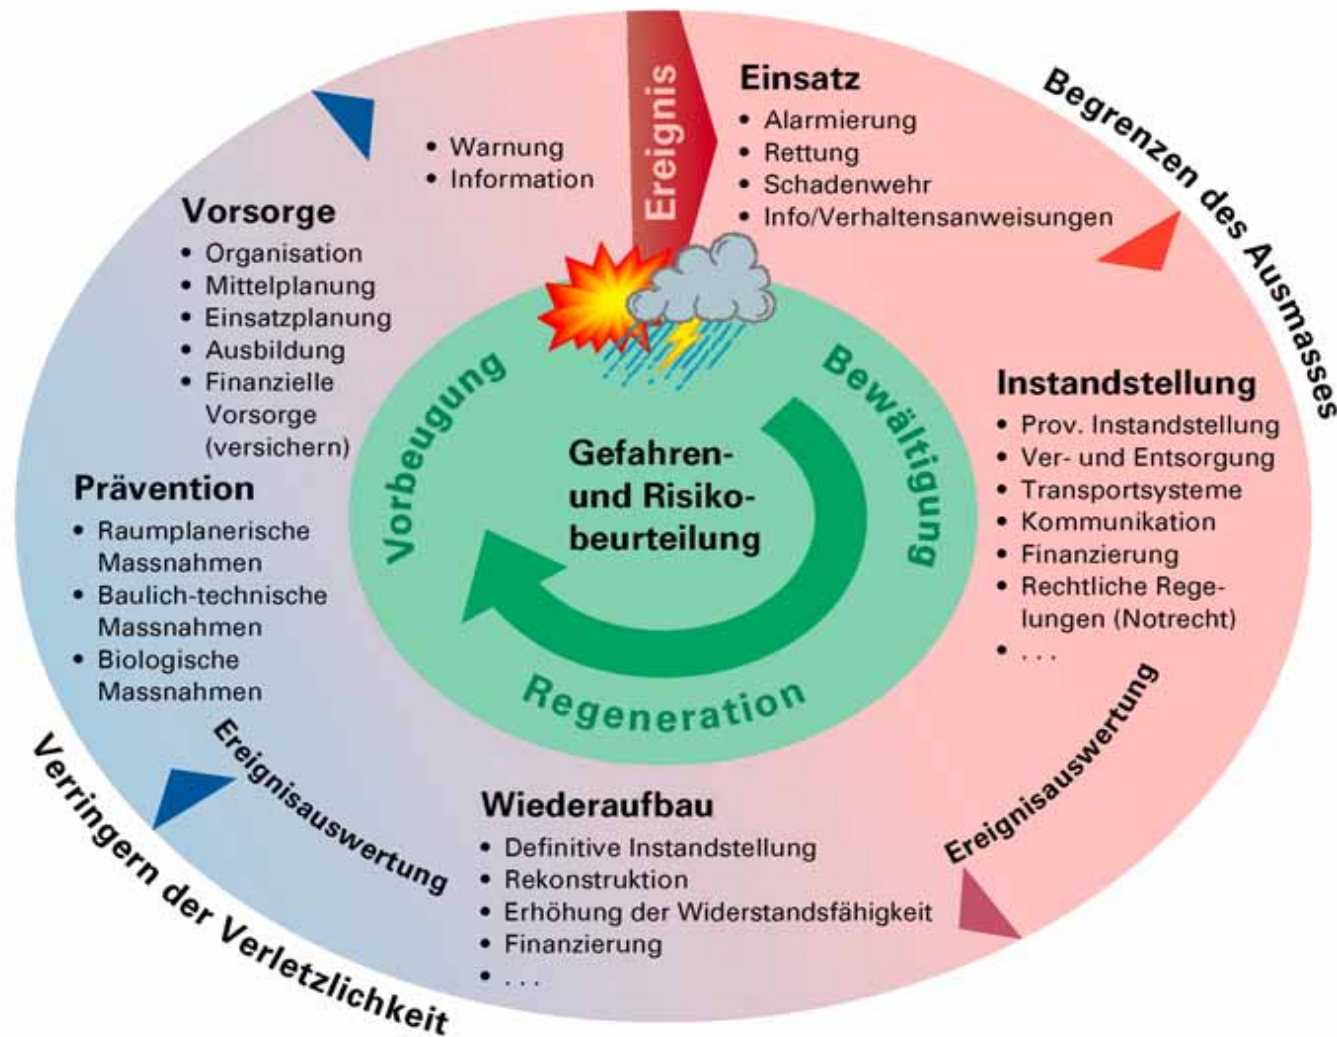 Ereignis
Einsatz
• Alarmierung
• Rettung
• Schadenwehr
• Info/Verhaltensanweisungen
Begrenzen des Ausmasses
Instandstellung
• Prov. Instandstellung
• Ver- und Entsorgung
• Transportsysteme
• Kommunikation
• Finanzierung
• Rechtliche Rege-
lungen (Notrecht)
• . . .
Ereignisauswertung
Wiederaufbau
• Definitive Instandstellung
• Rekonstruktion
• Erhöhung der Widerstandsfähigkeit
• Finanzierung
• . . .
Ereignisauswertung
Verringern der Verletzlichkeit
Prävention
• Raumplanerische
Massnahmen
• Baulich-technische
Massnahmen
• Biologische
Massnahmen
Vorsorge
• Organisation
• Mittelplanung
• Einsatzplanung
• Ausbildung
• Finanzielle
Vorsorge
(versichern)
• Warnung
• Information
Bewältigung
Regeneration
Vorbeugung
Gefahren-
und Risiko-
beurteilung